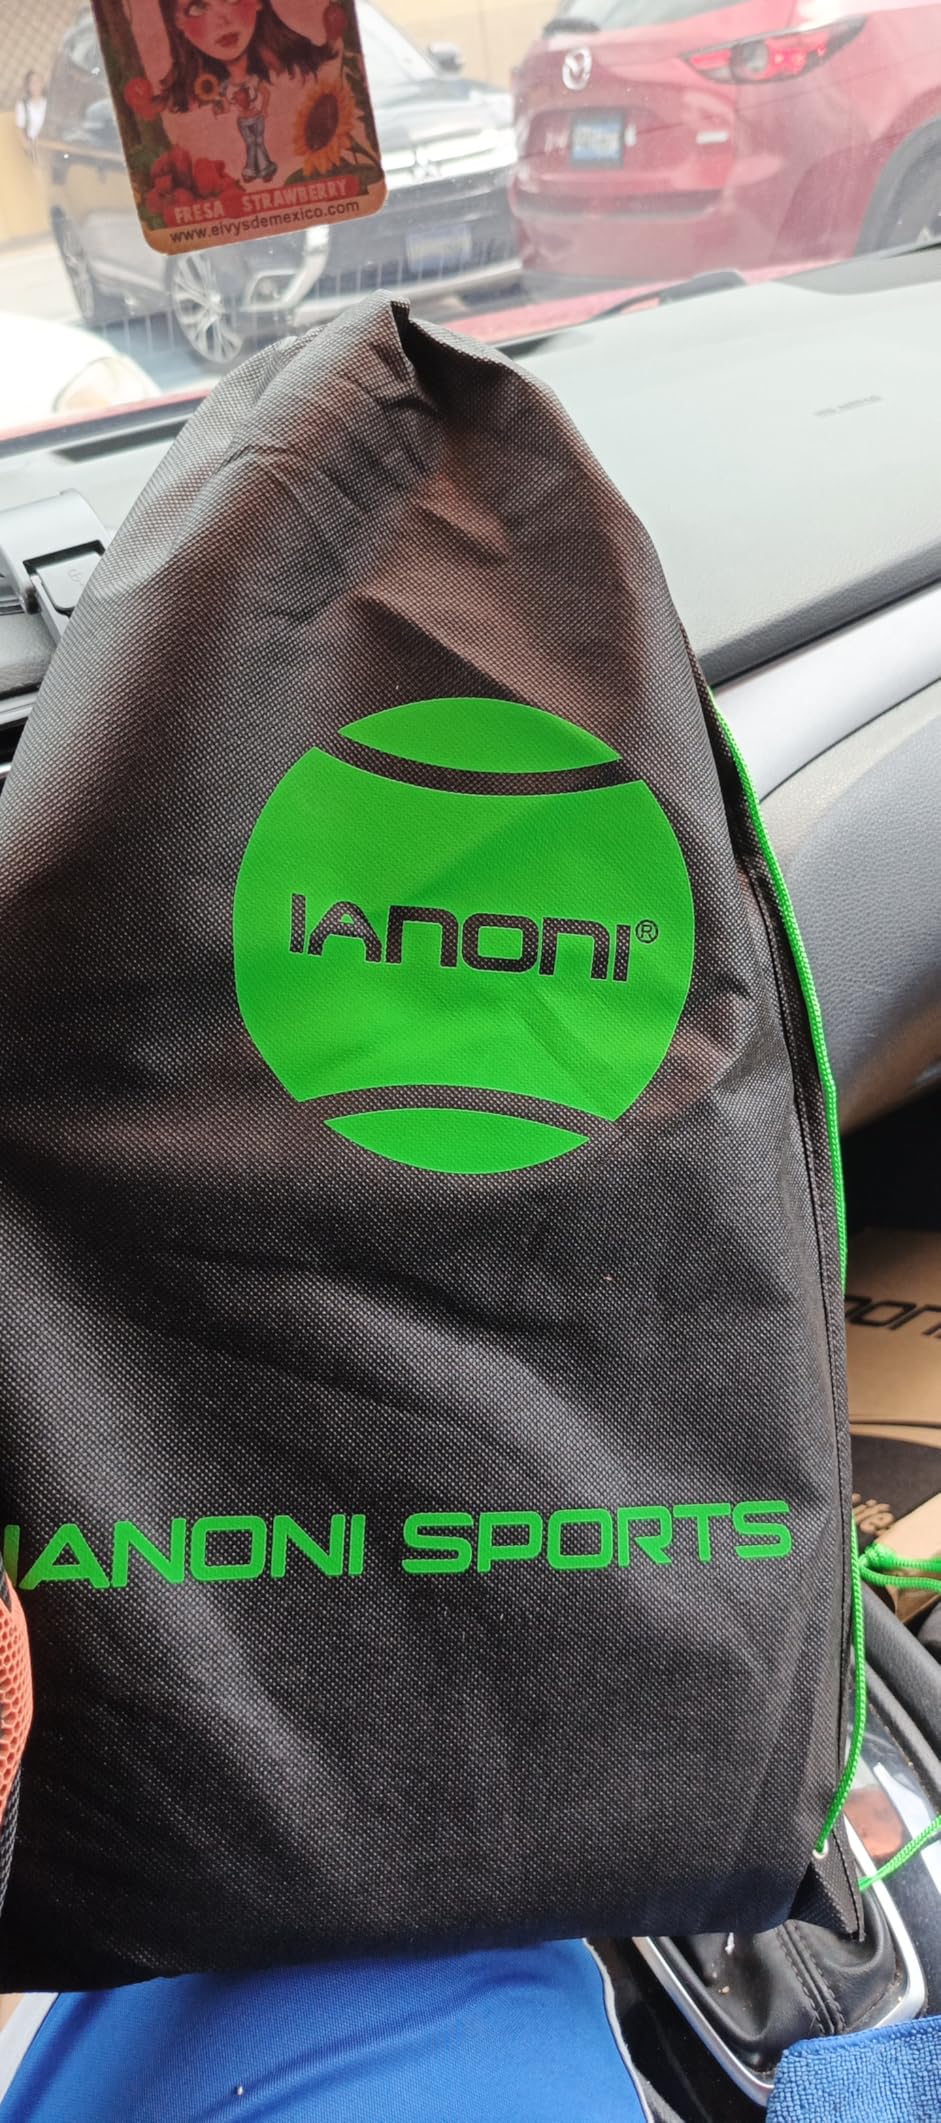 FRESA STRAWBERRY
www.elvysdemexico.com
IANONI®
IANONI SPORTS